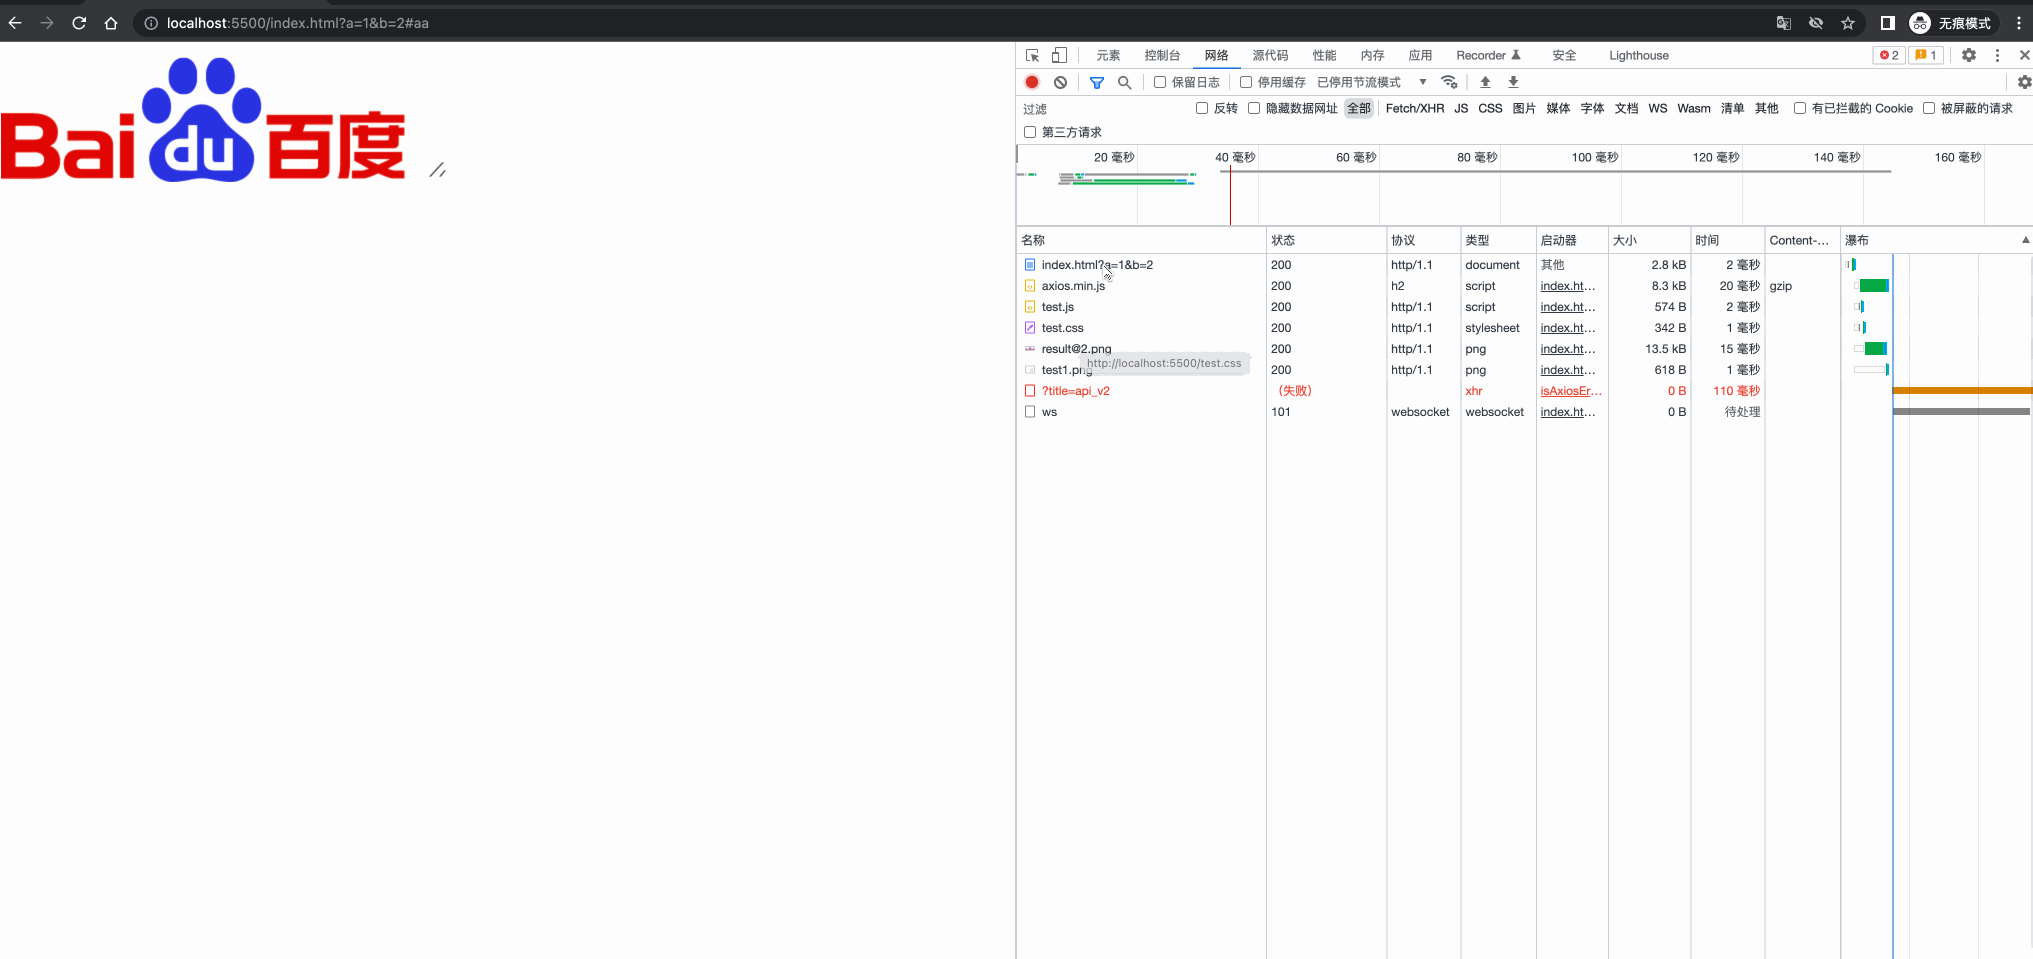 localhost:5500/index.html?a=1&b=2#aa
无痕模式
Bai du 百度
元素 控制台 网络 源代码 性能 内存 应用 Recorder 安全 Lighthouse 2 1
保留日志 停用缓存 已停用节流模式
过滤 反转 隐藏数据网址 全部 Fetch/XHR JS CSS 图片 媒体 字体 文档 WS Wasm 清单 其他 有已拦截的 Cookie 被屏蔽的请求
第三方请求
20 毫秒 40 毫秒 60 毫秒 80 毫秒 100 毫秒 120 毫秒 140 毫秒 160 毫秒
名称 状态 协议 类型 启动器 大小 时间 Content-... 瀑布
index.html?a=1&b=2 200 http/1.1 document 其他 2.8 kB 2 毫秒
axios.min.js 200 h2 script index.ht... 8.3 kB 20 毫秒 gzip
test.js 200 http/1.1 script index.ht... 574 B 2 毫秒
test.css 200 http/1.1 stylesheet index.ht... 342 B 1 毫秒
result@2.png 200 http/1.1 png index.ht... 13.5 kB 15 毫秒
http://localhost:5500/test.css
test1.png 200 http/1.1 png index.ht... 618 B 1 毫秒
?title=api_v2 （失败） xhr isAxiosEr... 0 B 110 毫秒
ws 101 websocket websocket index.ht... 0 B 待处理